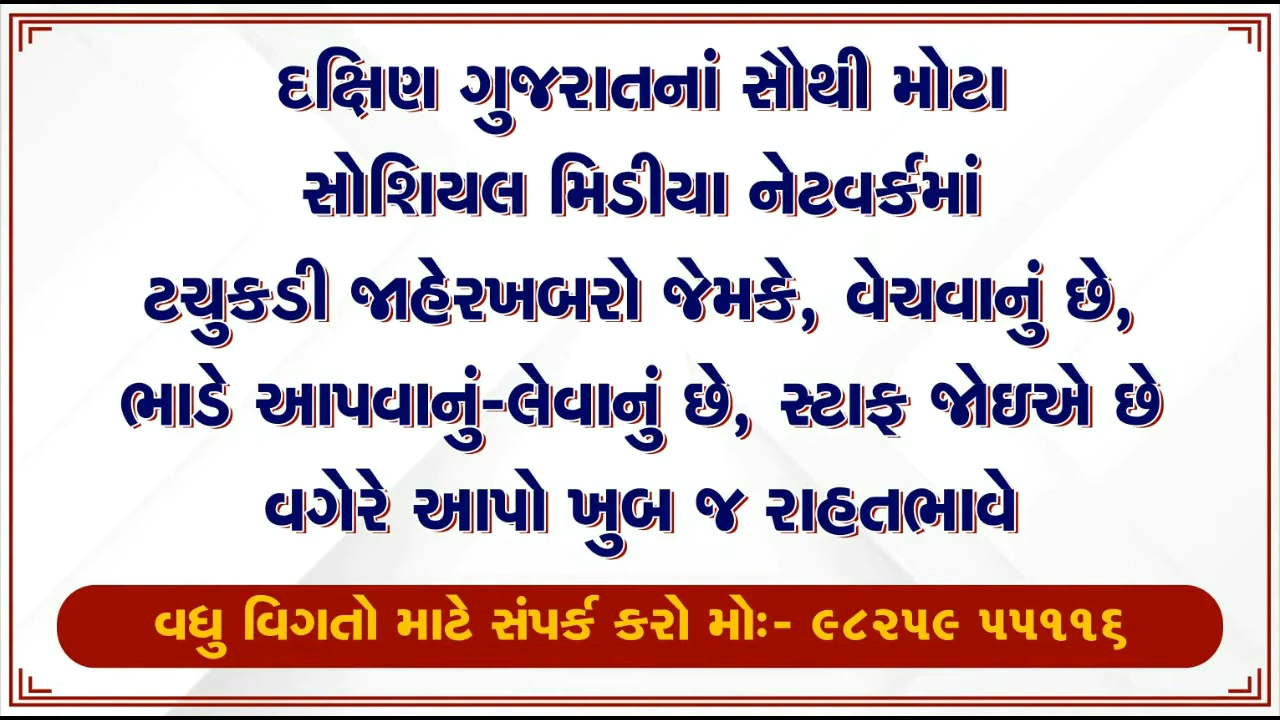 દક્ષિણ ગુજરાતનાં સૌથી મોટા
સોશિયલ મિડીયા નેટવર્કમાં
ટચુકડી જાહેરખબરો જેમકે, વેચવાનું છે,
ભાડે આપવાનું-લેવાનું છે, સ્ટાફ જોઇએ છે
વગેરે આપો ખુબ જ રાહતભાવે
વધુ વિગતો માટે સંપર્ક કરો મોઃ- ૯૮૨૫૯ ૫૫૧૧૬